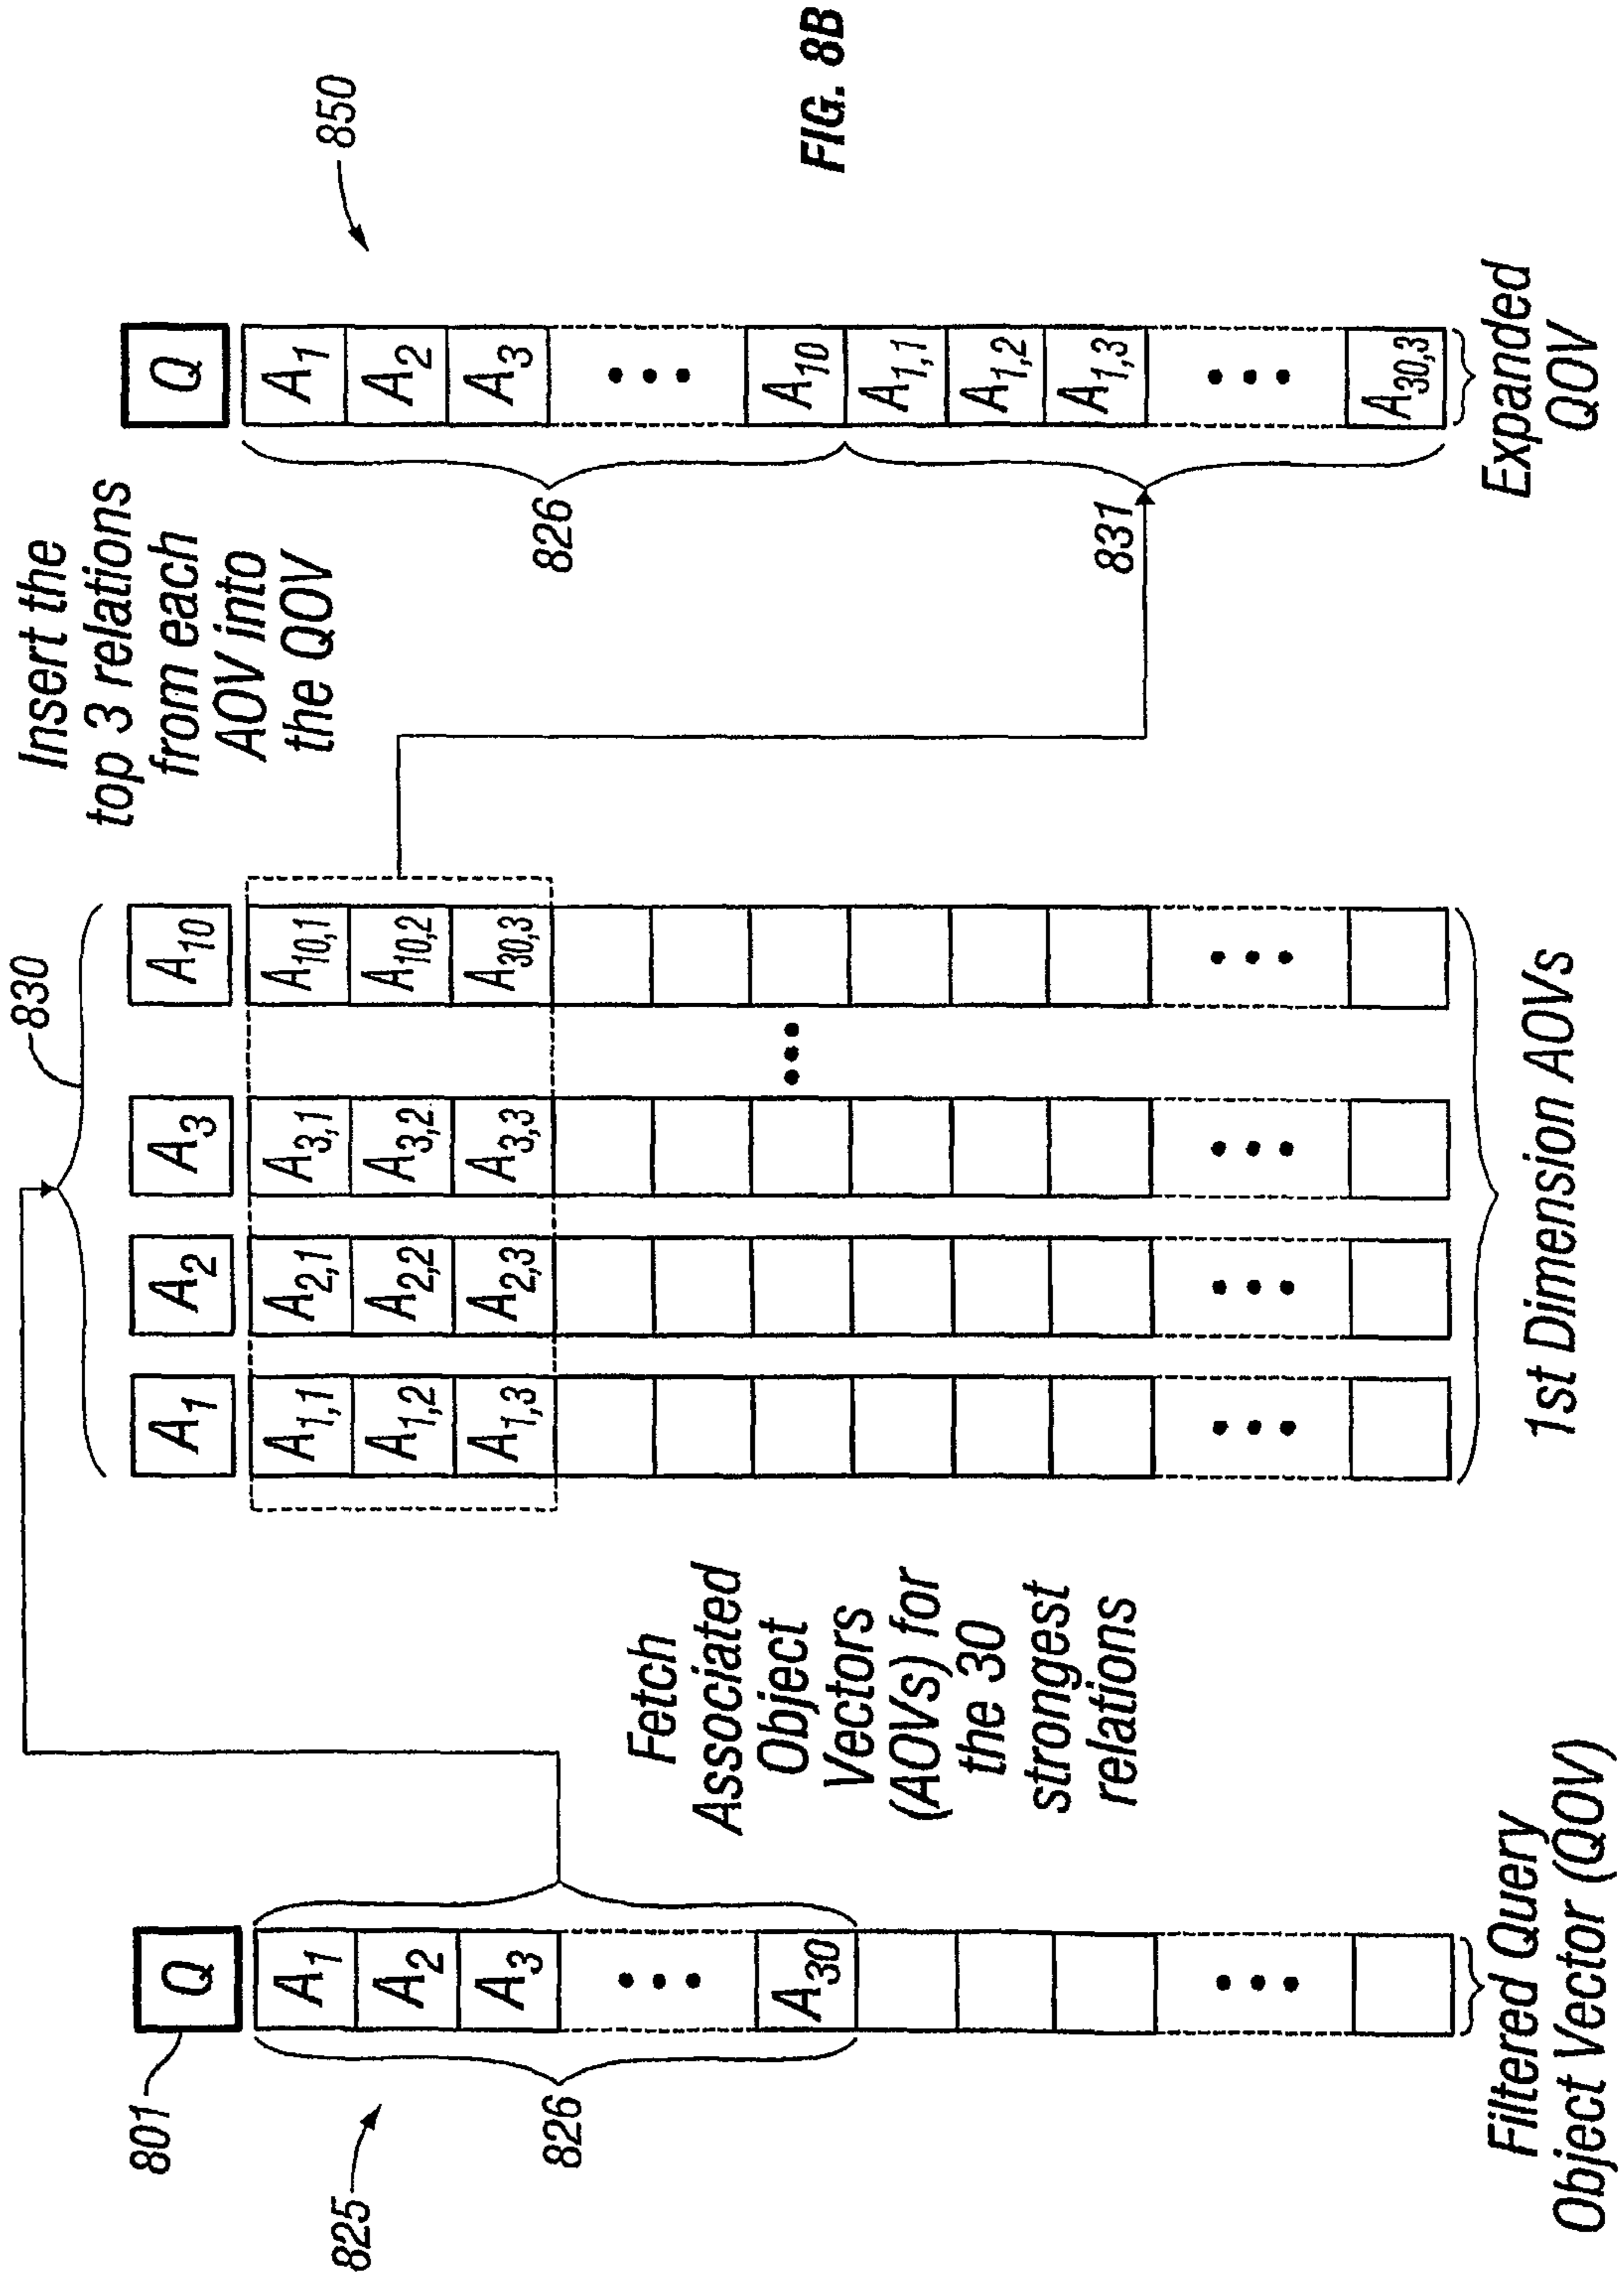 801
825
Q
A1
A2
A3
•••
A30
•••
826
Filtered Query
Object Vector (QOV)
Fetch
Associated
Object
Vectors
(AOVs) for
the 30
strongest
relations
830
A1
A2
A3
A10
A1,1
A2,1
A3,1
A10,1
A1,2
A2,2
A3,2
A10,2
A1,3
A2,3
A3,3
A30,3
•••
•••
•••
•••
•••
1st Dimension AOVs
Insert the
top 3 relations
from each
AOV into
the QOV
850
Q
A1
A2
A3
•••
A10
A1,1
A1,2
A1,3
•••
A30,3
826
831
Expanded
QOV
FIG. 8B